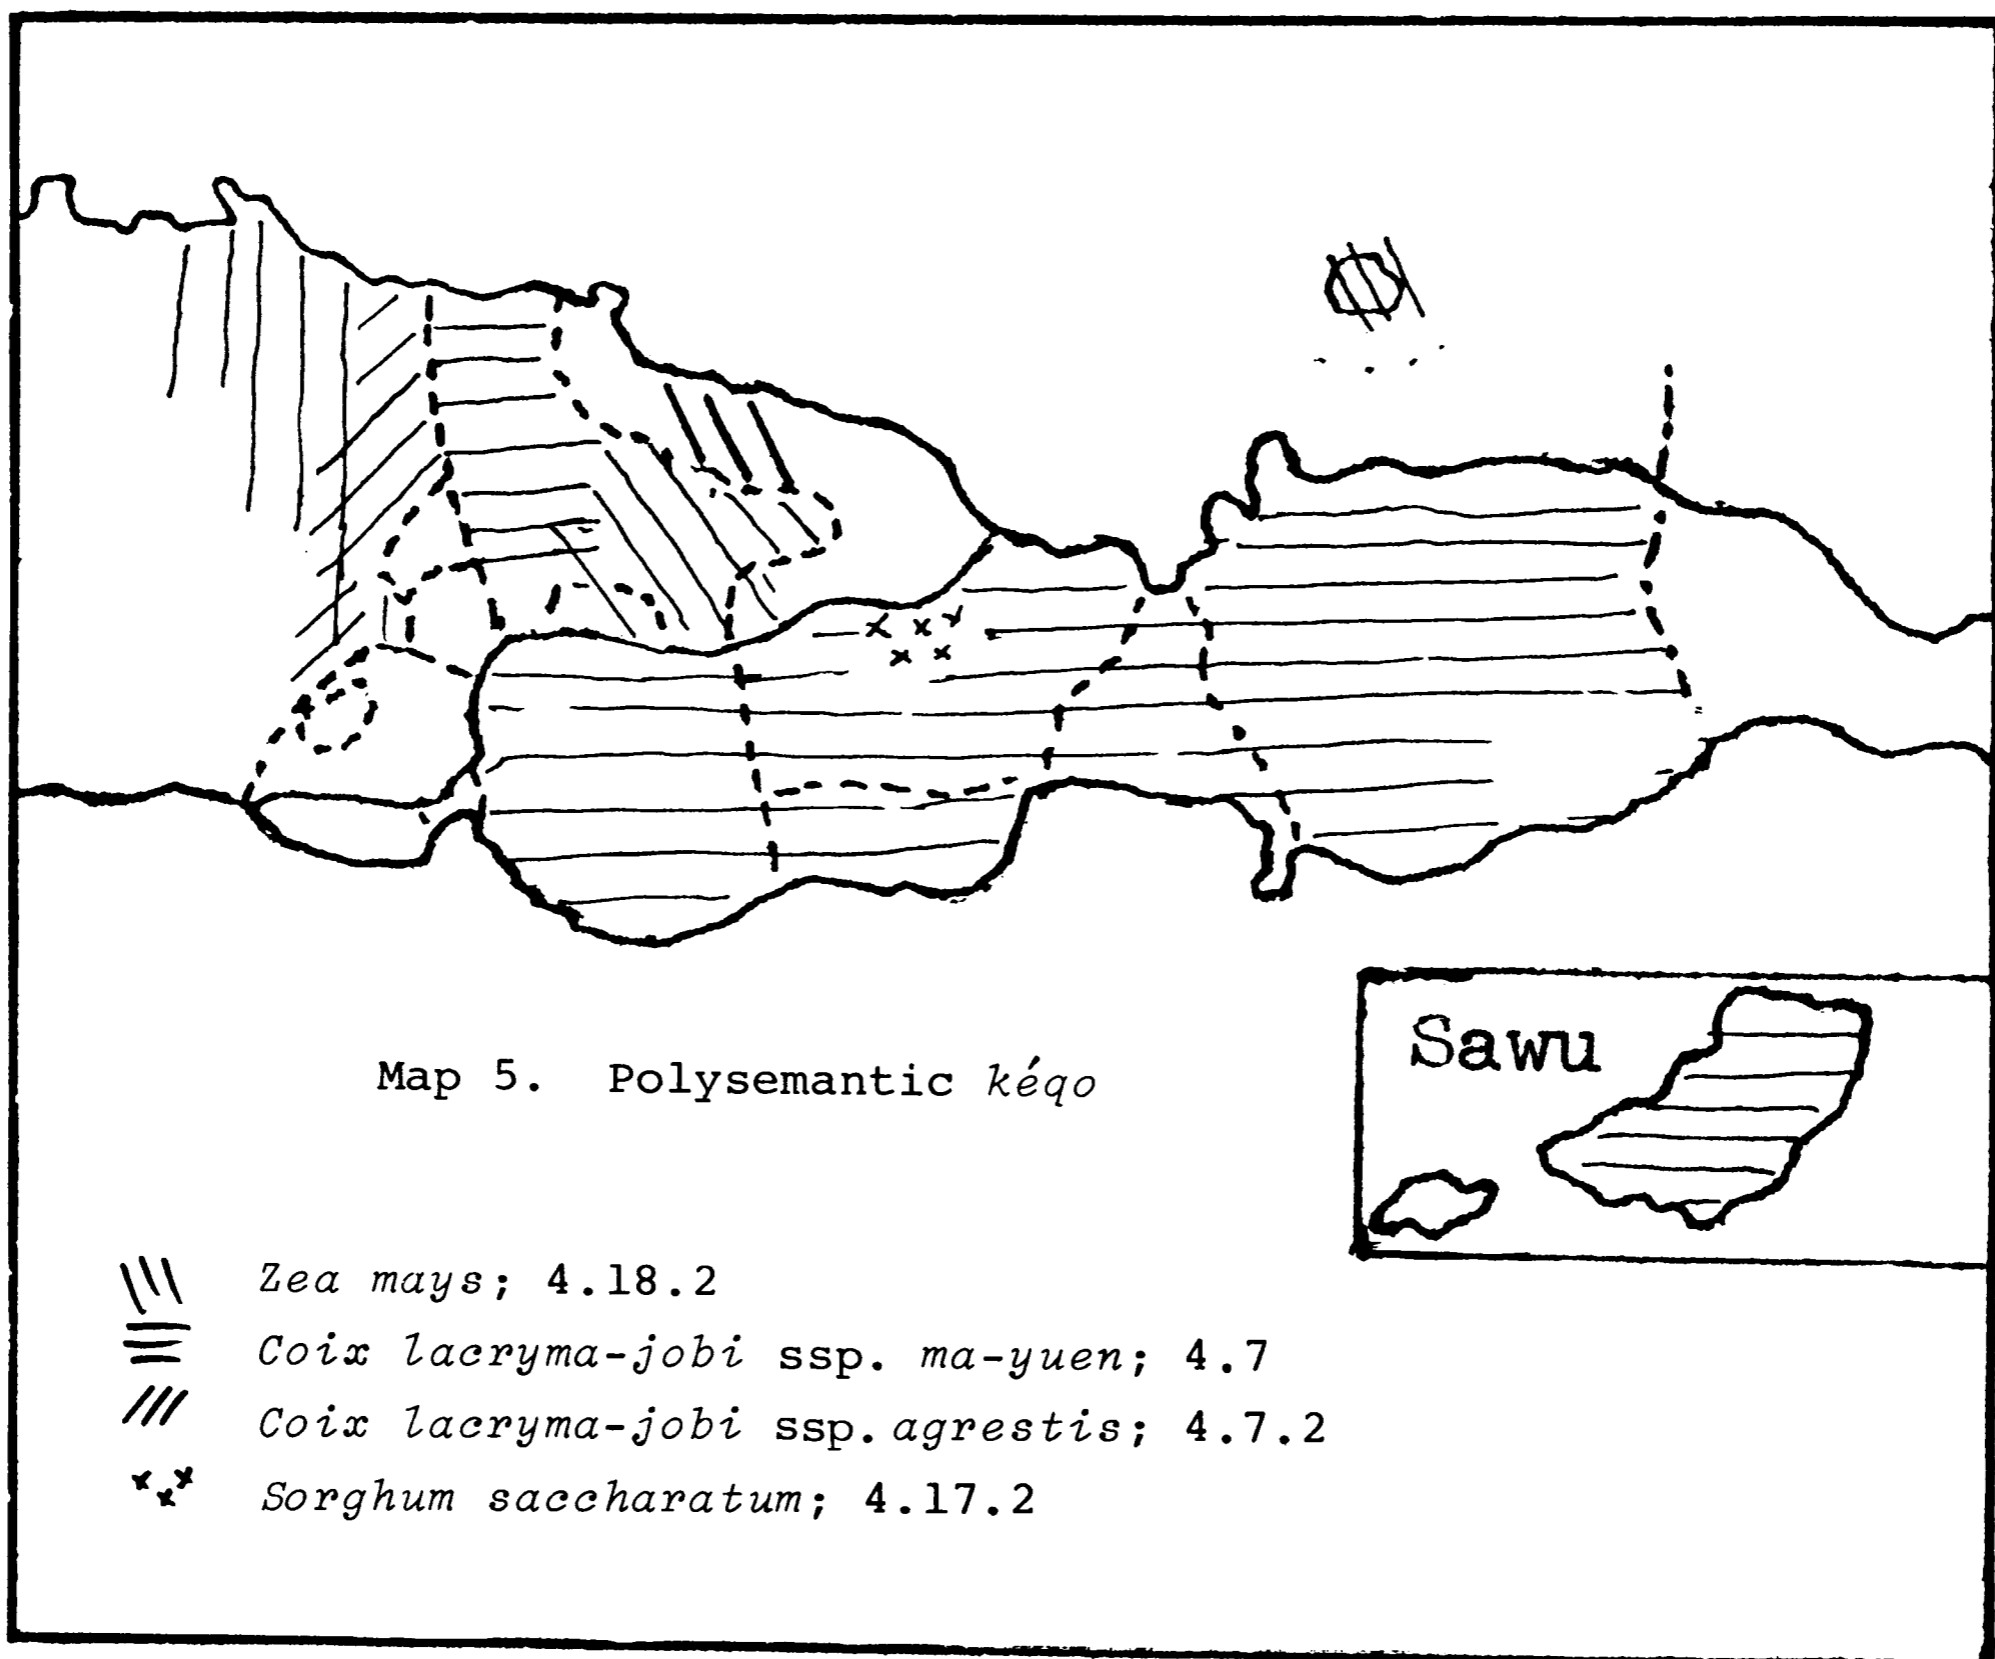 Sawu
Map 5. Polysemantic kéqo
Zea mays; 4.18.2
Coix lacryma-jobi ssp. ma-yuen; 4.7
Coix lacryma-jobi ssp. agrestis; 4.7.2
Sorghum saccharatum; 4.17.2